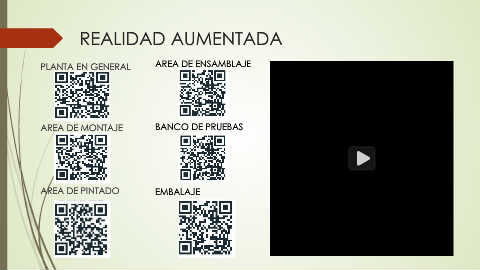 REALIDAD AUMENTADA
PLANTA EN GENERAL
AREA DE ENSAMBLAJE
AREA DE MONTAJE
BANCO DE PRUEBAS
AREA DE PINTADO
EMBALAJE